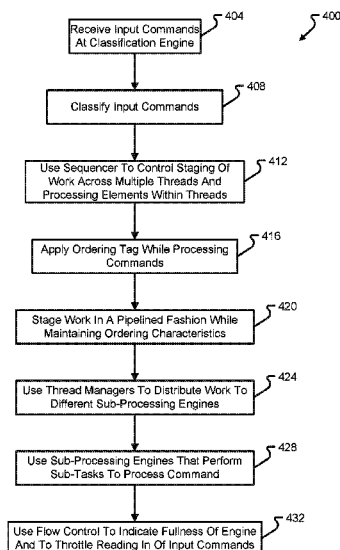 404
400
Receive Input Commands
At Classification Engine
408
Classify Input Commands
412
Use Sequencer To Control Staging Of
Work Across Multiple Threads And
Processing Elements Within Threads
416
Apply Ordering Tag While Processing
Commands
420
Stage Work In A Pipelined Fashion While
Maintaining Ordering Characteristics
424
Use Thread Managers To Distribute Work To
Different Sub-Processing Engines
428
Use Sub-Processing Engines That Perform
Sub-Tasks To Process Command
432
Use Flow Control To Indicate Fullness Of Engine
And To Throttle Reading In Of Input Commands